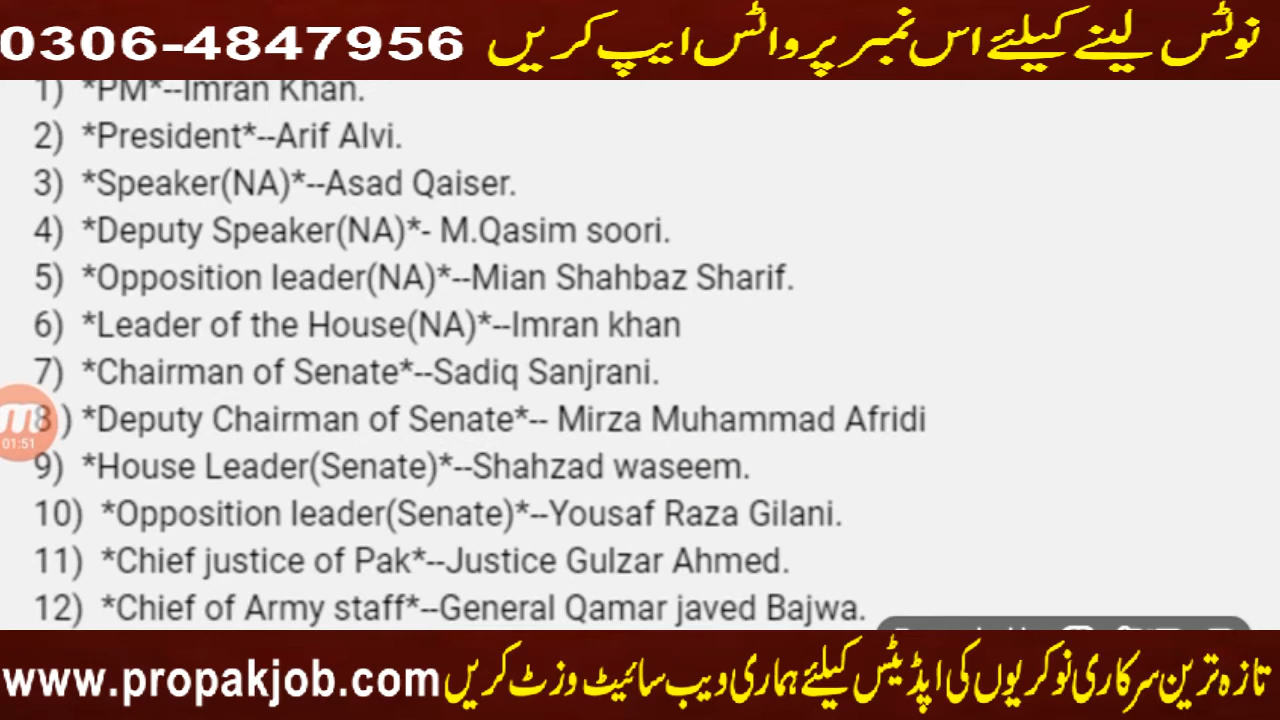 0306-4847956 نوٹس لینے کیلئے اس نمبر پر واٹس ایپ کریں
1) *PM*--Imran Khan.
2) *President*--Arif Alvi.
3) *Speaker(NA)*--Asad Qaiser.
4) *Deputy Speaker(NA)*- M.Qasim soori.
5) *Opposition leader(NA)*--Mian Shahbaz Sharif.
6) *Leader of the House(NA)*--Imran khan
7) *Chairman of Senate*--Sadiq Sanjrani.
8 ) *Deputy Chairman of Senate*-- Mirza Muhammad Afridi
01:51
9) *House Leader(Senate)*--Shahzad waseem.
10) *Opposition leader(Senate)*--Yousaf Raza Gilani.
11) *Chief justice of Pak*--Justice Gulzar Ahmed.
12) *Chief of Army staff*--General Qamar javed Bajwa.
www.propakjob.com تازہ ترین سرکاری نوکریوں کی اپڈیٹس کیلئے ہماری ویب سائیٹ وزٹ کریں